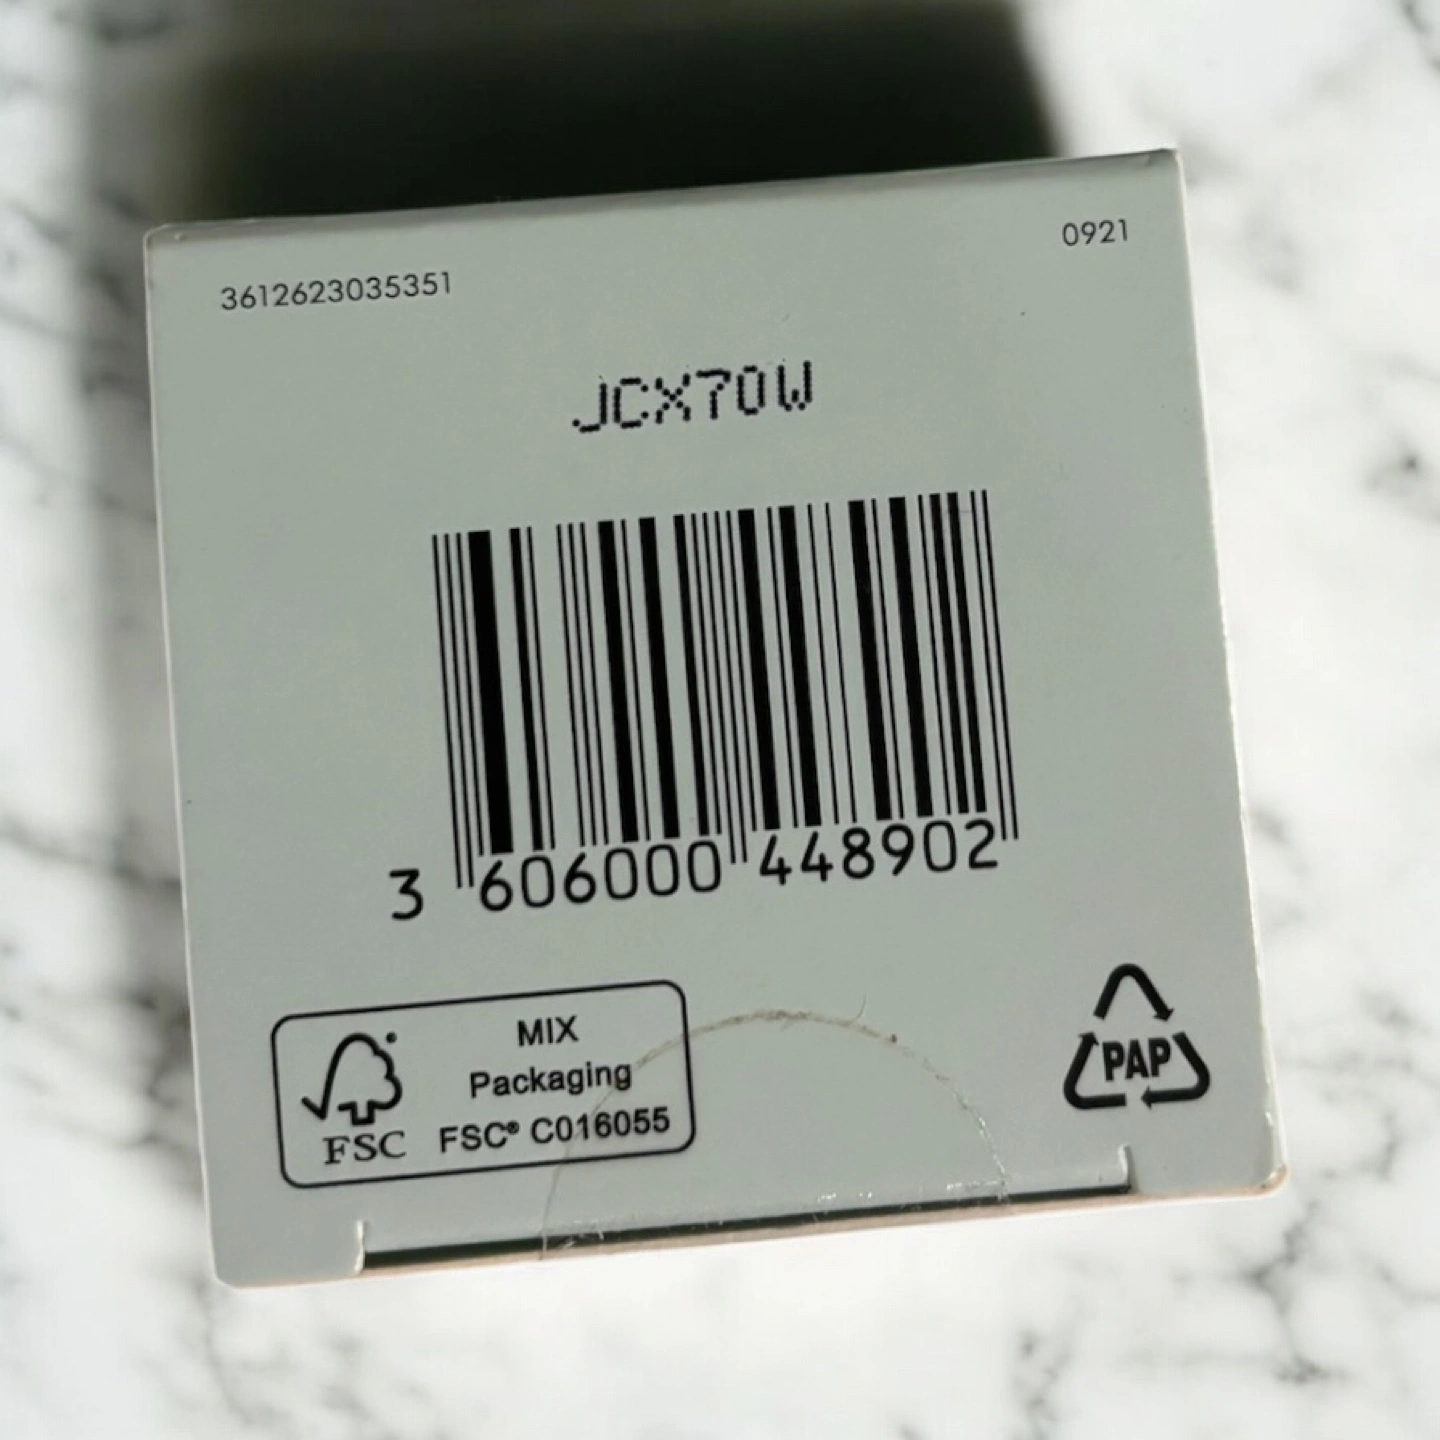 0921
3612623035351
JCX70W
3 606000 448902
MIX
Packaging
FSC® C016055
FSC
PAP